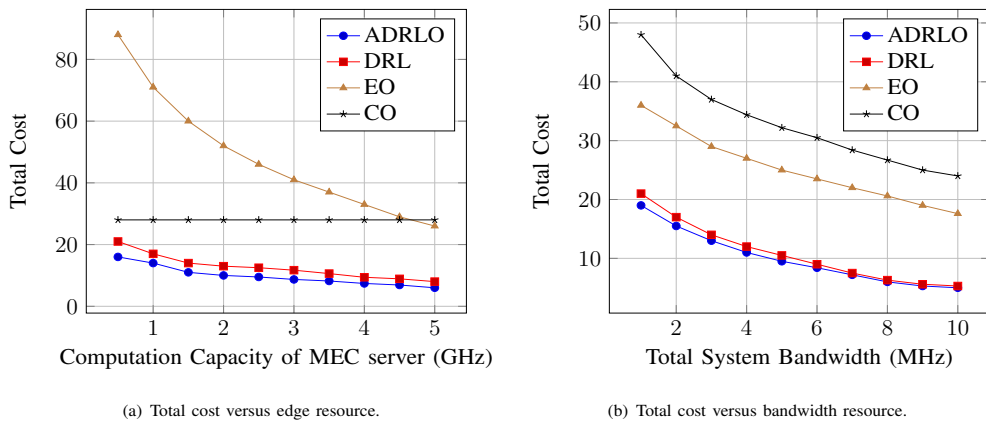 ADRLO
DRL
EO
CO
80
60
40
20
0
1
2
3
4
5
Total Cost
Computation Capacity of MEC server (GHz)
(a) Total cost versus edge resource.
ADRLO
DRL
EO
CO
50
40
30
20
10
2
4
6
8
10
Total Cost
Total System Bandwidth (MHz)
(b) Total cost versus bandwidth resource.